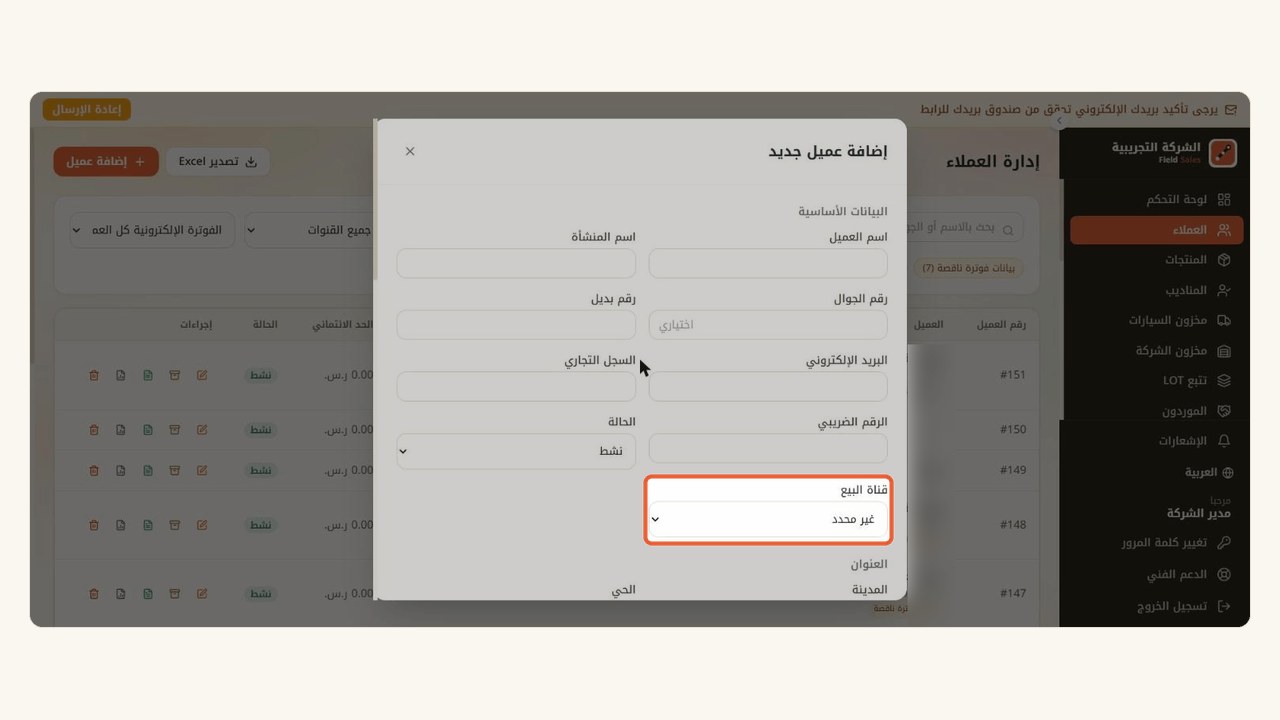 يرجى تأكيد بريدك الإلكتروني تحقق من صندوق بريدك للرابط
إعادة الإرسال
الشركة التجريبية
Field Sales
لوحة التحكم
العملاء
المنتجات
المناديب
مخزون السيارات
مخزون الشركة
تتبع LOT
الموردون
الإشعارات
العربية
مرحبا
مدير الشركة
تغيير كلمة المرور
الدعم الفني
تسجيل الخروج
إدارة العملاء
تصدير Excel
إضافة عميل
بحث بالاسم أو
جميع القنوات
الفوترة الإلكترونية كل
بيانات فوترة ناقصة (7)
رقم العميل
العميل
الحد الائتماني
الحالة
إجراءات
#151
0.00 ر.س.
نشط
#150
0.00 ر.س.
نشط
#149
0.00 ر.س.
نشط
#148
0.00 ر.س.
نشط
#147
0.00 ر.س.
نشط
ناقصة
إضافة عميل جديد
البيانات الأساسية
اسم العميل
اسم المنشأة
رقم الجوال
رقم بديل
اختياري
البريد الإلكتروني
السجل التجاري
الرقم الضريبي
الحالة
نشط
قناة البيع
غير محدد
العنوان
المدينة
الحي